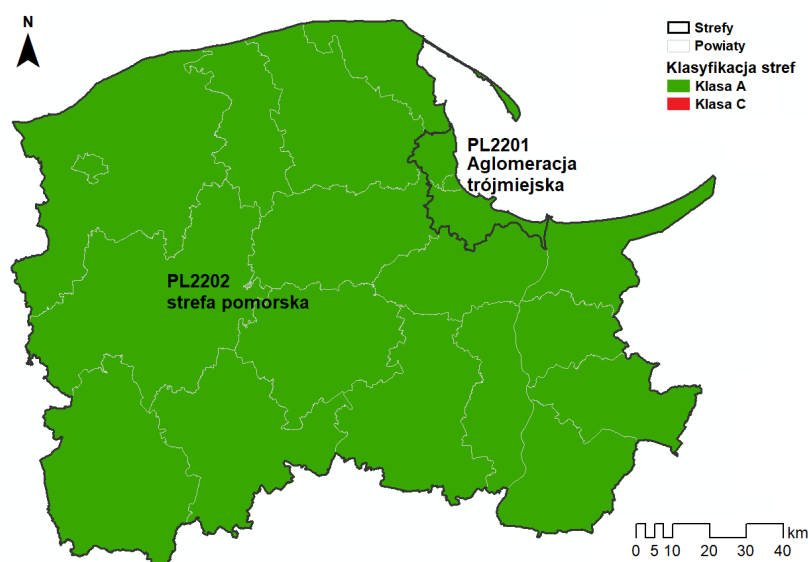 N
Strefy
Powiaty
Klasyfikacja stref
Klasa A
Klasa C
PL2201
Aglomeracja
trójmiejska
PL2202
strefa pomorska
km
0 5 10 20 30 40